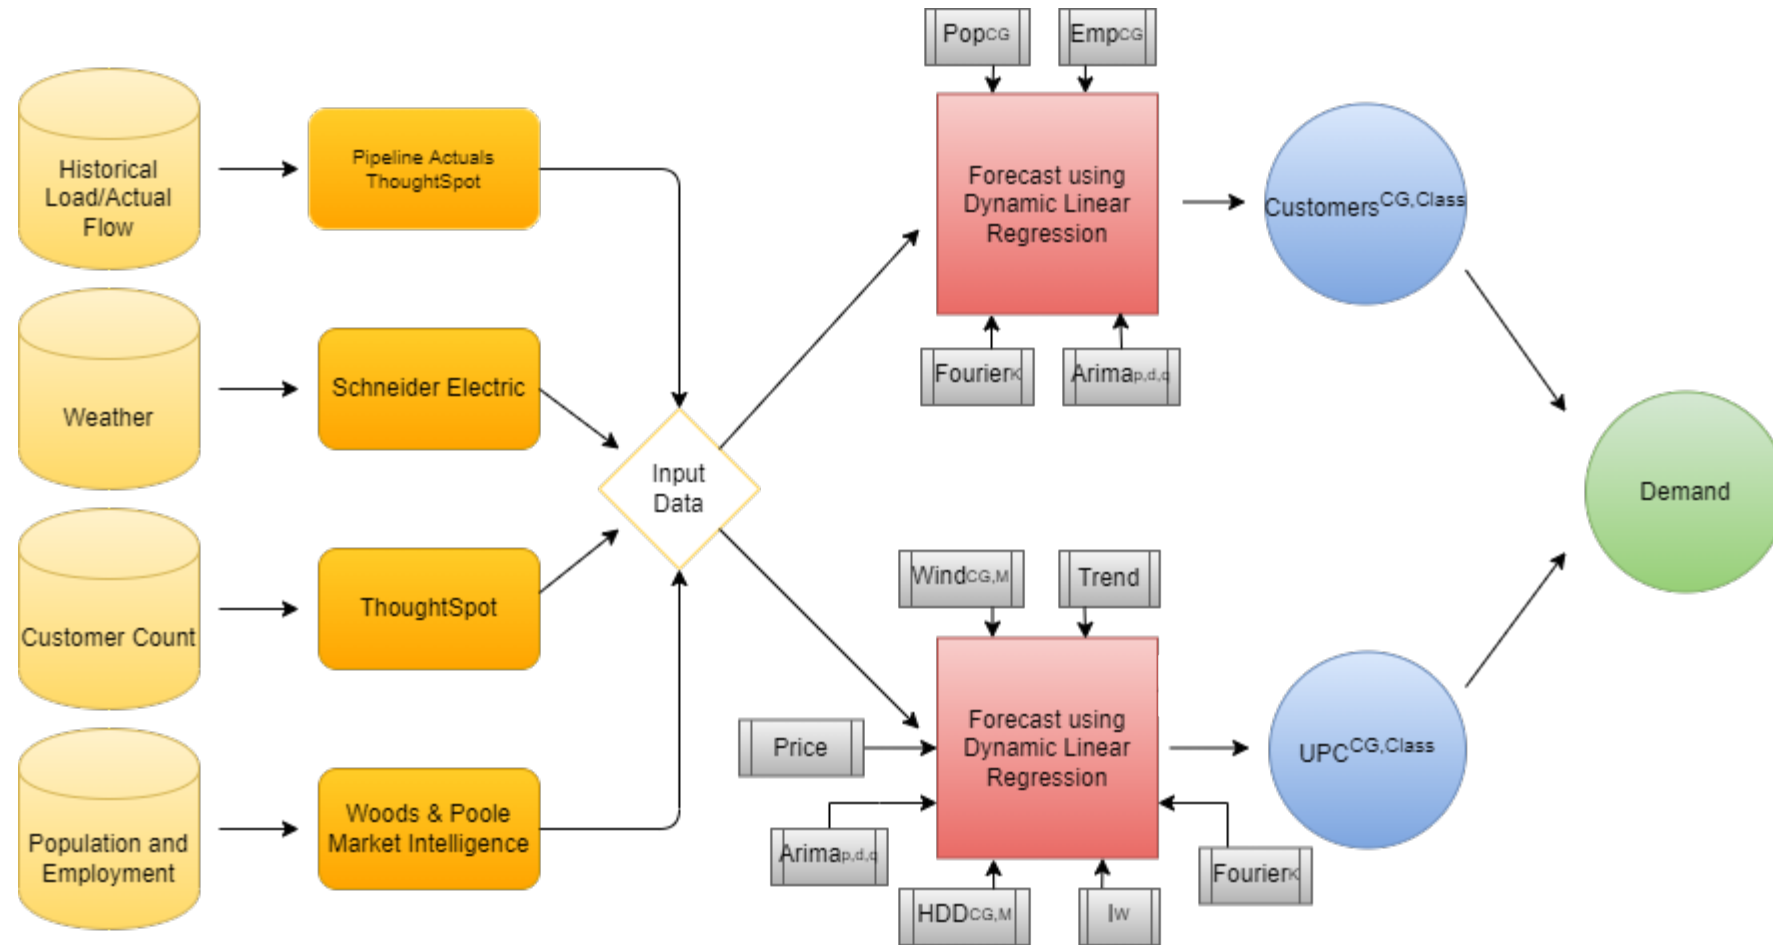 Historical
Load/Actual
Flow
Pipeline Actuals
ThoughtSpot
Weather
Schneider Electric
Customer Count
ThoughtSpot
Population and
Employment
Woods & Poole
Market Intelligence
Input
Data
PopCG
EmpCG
Forecast using
Dynamic Linear
Regression
FourierK
Arimap,d,q
CustomersCG,Class
WindCG,M
Trend
Price
Forecast using
Dynamic Linear
Regression
Arimap,d,q
HDDCG,M
IW
FourierK
UPCCG,Class
Demand